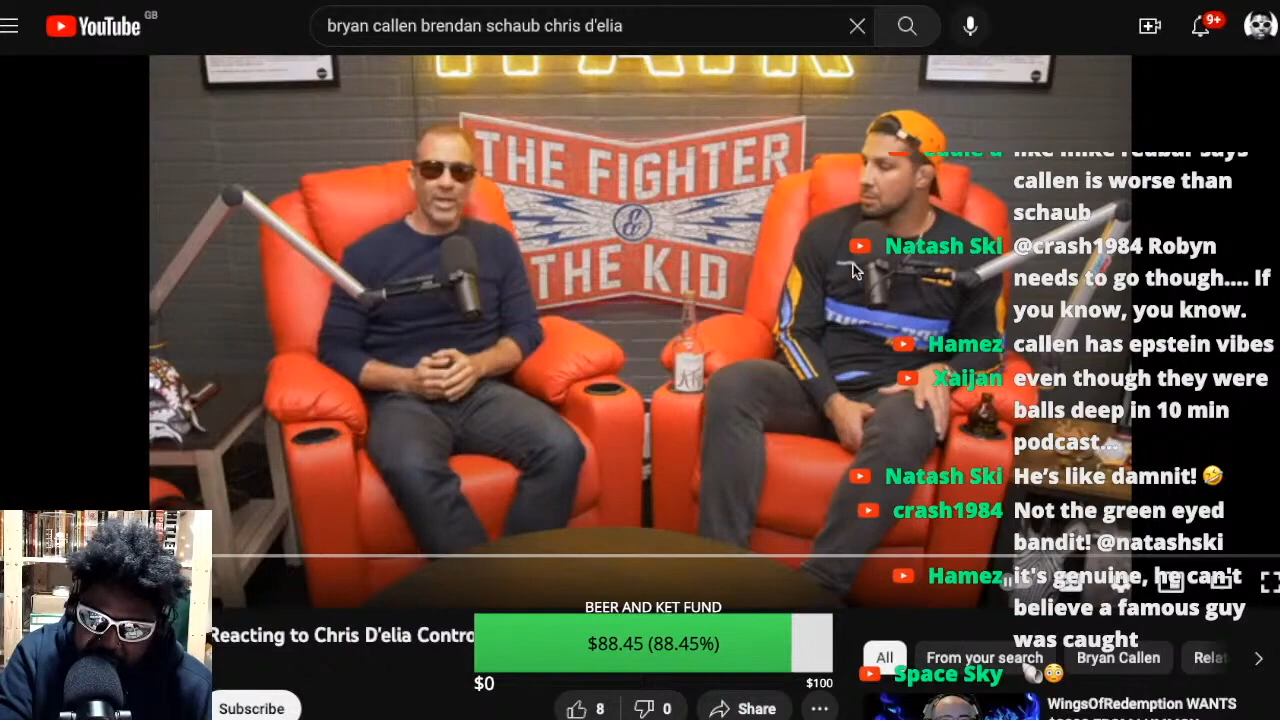 YouTube GB
bryan callen brendan schaub chris d'elia
9+
THE FIGHTER
&
THE KID
like mike redbar says
callen is worse than
schaub
Natash Ski @crash1984 Robyn
needs to go though.... If
you know, you know.
Hamez callen has epstein vibes
Xaijan even though they were
balls deep in 10 min
podcast...
Natash Ski He's like damnit! 🤣
crash1984 Not the green eyed
bandit! @natashski
Hamez it's genuine, he can't
believe a famous guy
was caught
Space Sky
BEER AND KET FUND
Reacting to Chris D'elia Contro
$88.45 (88.45%)
$0
$100
All
From your search
Bryan Callen
Relat
Subscribe
8
0
Share
WingsOfRedemption WANTS